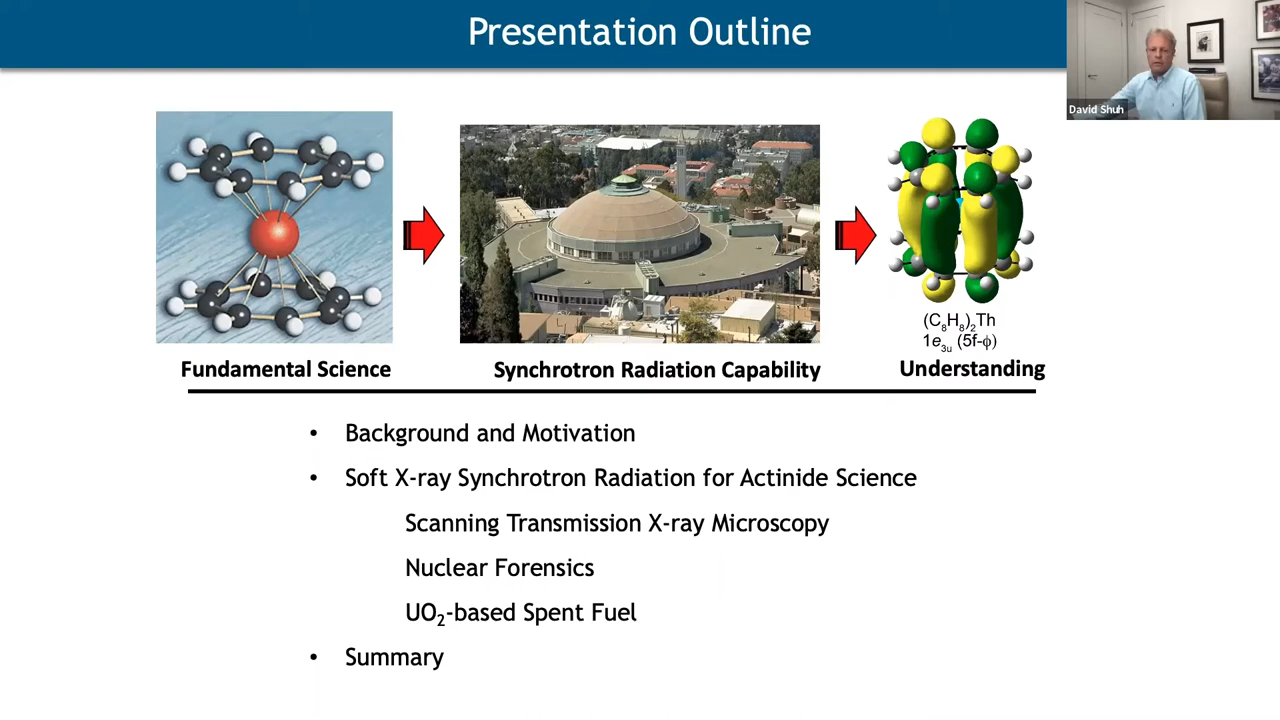 Presentation Outline
David Shuh
(C₈H₈)₂Th
1e₃ᵤ (5f-ϕ)
Fundamental Science
Synchrotron Radiation Capability
Understanding
• Background and Motivation
• Soft X-ray Synchrotron Radiation for Actinide Science
Scanning Transmission X-ray Microscopy
Nuclear Forensics
UO₂-based Spent Fuel
• Summary